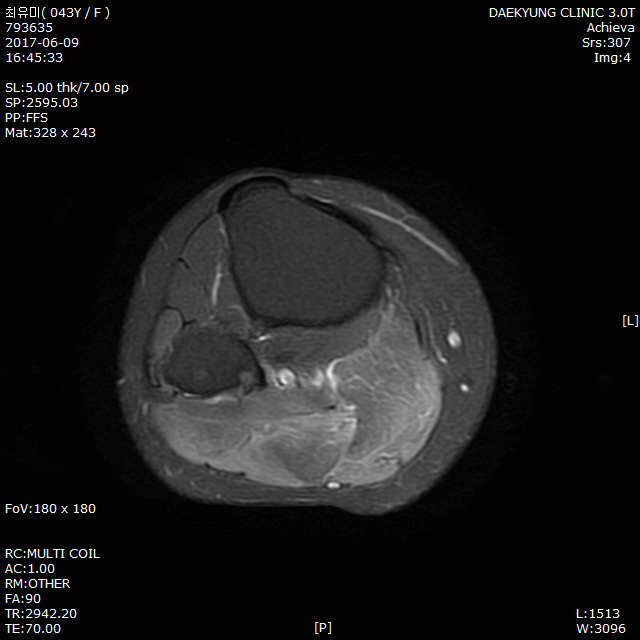 최유미( 043Y / F )
793635
2017-06-09
16:45:33
SL:5.00 thk/7.00 sp
SP:2595.03
PP:FFS
Mat:328 x 243
DAEKYUNG CLINIC 3.0T
Achieva
Srs:307
Img:4
[L]
FoV:180 x 180
RC:MULTI COIL
AC:1.00
RM:OTHER
FA:90
TR:2942.20
TE:70.00
[P]
L:1513
W:3096